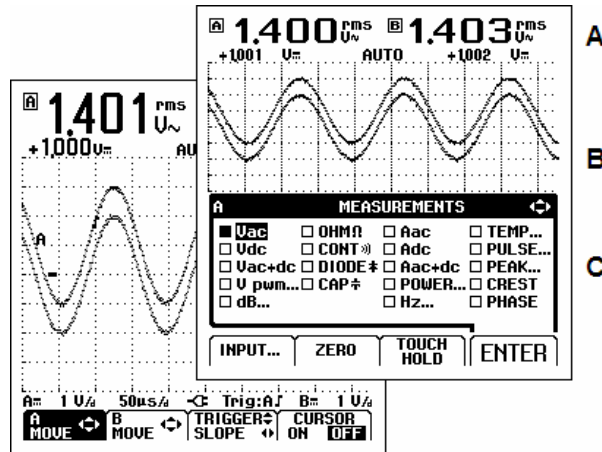 A 1.400 rms V~ B 1.403 rms V~
+1.001 V⎓ AUTO +1.002 V⎓
A MEASUREMENTS
■ Vac □ OHMΩ □ Aac □ TEMP...
□ Vdc □ CONT □ Adc □ PULSE...
□ Vac+dc □ DIODE □ Aac+dc □ PEAK...
□ V pwm... □ CAP □ POWER... □ CREST
□ dB... □ Hz... □ PHASE
INPUT... ZERO TOUCH HOLD ENTER
A 1.401 rms V~
+1.000 V⎓ AU
A
A⎓ 1 V/d 50µs/d Trig:A B⎓ 1 V/d
A MOVE B MOVE TRIGGER SLOPE CURSOR ON OFF
A
B
C